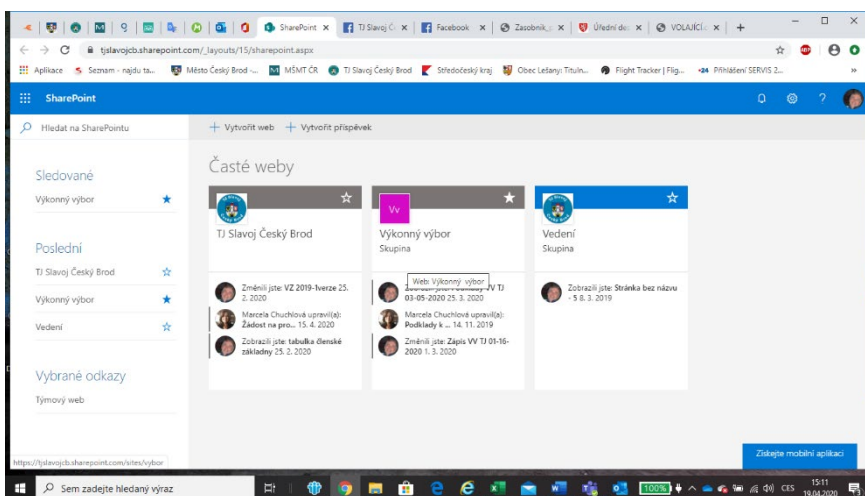 SharePoint
TJ Slavoj Č
Facebook
Zasobnik_
Úřední de
VOLAJÍCÍ
tjslavojcb.sharepoint.com/_layouts/15/sharepoint.aspx
ABP
Aplikace
Seznam - najdu ta...
Město Český Brod -...
MŠMT ČR
TJ Slavoj Český Brod
Středočeský kraj
Obec Lešany: Tituln...
Flight Tracker | Flig...
Přihlášení SERVIS 2...
SharePoint
Hledat na SharePointu
Vytvořit web
Vytvořit příspěvek
Sledované
Výkonný výbor
Poslední
TJ Slavoj Český Brod
Výkonný výbor
Vedení
Vybrané odkazy
Týmový web
Časté weby
TJ Slavoj Český Brod
Změnili jste: VZ 2019-1verze 25.
2. 2020
Marcela Chuchlová upravil(a):
Žádost na pro... 15. 4. 2020
Zobrazili jste: tabulka členské
základny 25. 2. 2020
Vv
Výkonný výbor
Skupina
Web: Výkonný výbor
VV TJ
03-05-2020 25. 3. 2020
Marcela Chuchlová upravil(a):
Podklady k ... 14. 11. 2019
Změnili jste: Zápis VV TJ 01-16-
2020 1. 3. 2020
Vedení
Skupina
Zobrazili jste: Stránka bez názvu
- 5 8. 3. 2019
Získejte mobilní aplikaci
https://tjslavojcb.sharepoint.com/sites/vybor
Sem zadejte hledaný výraz
100%
CES
15:11
19.04.2020